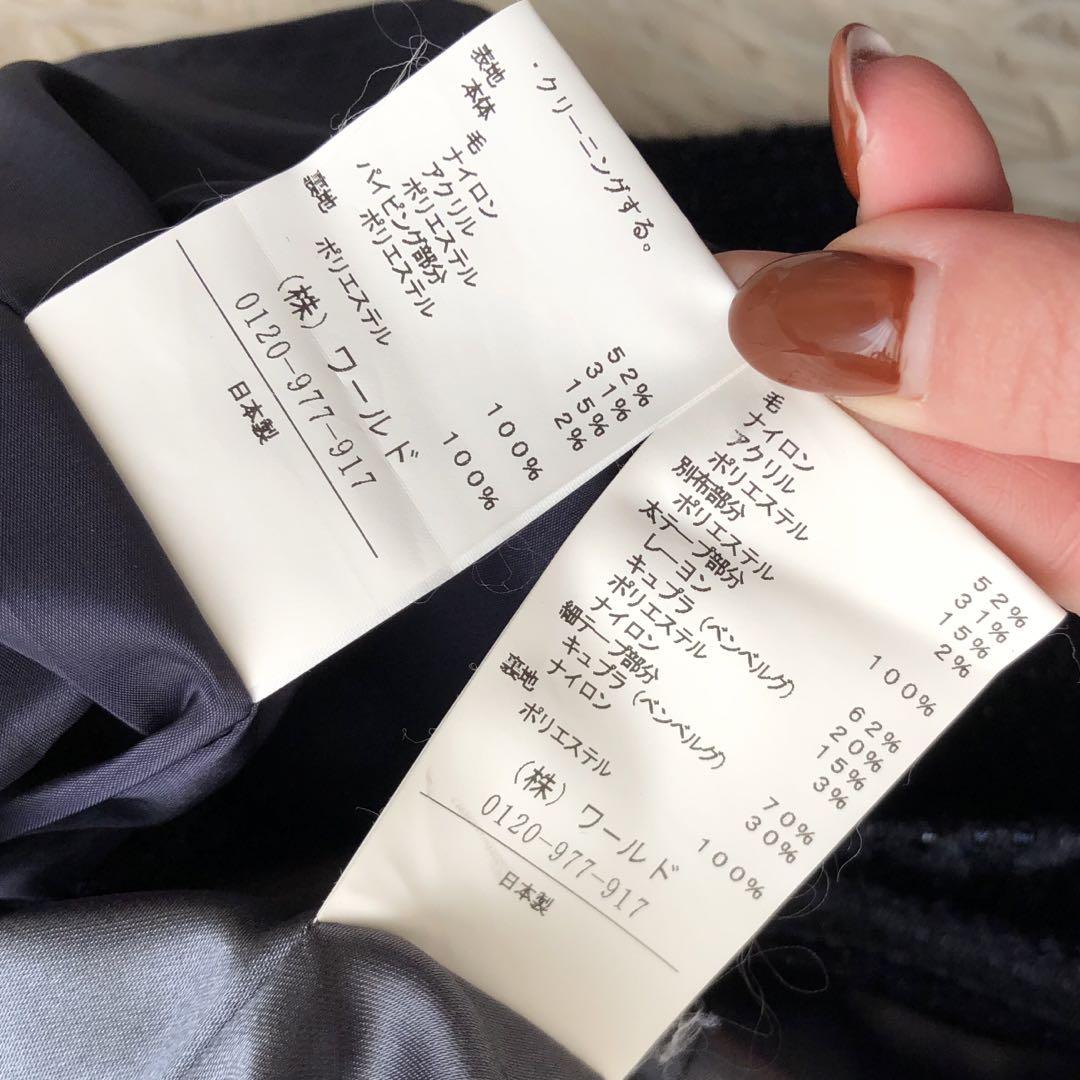 ・クリーニングする。
表地
本体
毛 52%
ナイロン 31%
アクリル 15%
ポリエステル 2%
パイピング部分
ポリエステル 100%
裏地
ポリエステル 100%
(株) ワールド
0120-977-917
日本製
毛 52%
ナイロン 31%
アクリル 15%
ポリエステル 2%
別布部分
ポリエステル 100%
太テープ部分
レーヨン 62%
キュプラ (ベンベルグ) 20%
ポリエステル 15%
ナイロン 3%
細テープ部分
キュプラ (ベンベルグ) 70%
ナイロン 30%
裏地
ポリエステル 100%
(株) ワールド
0120-977-917
日本製